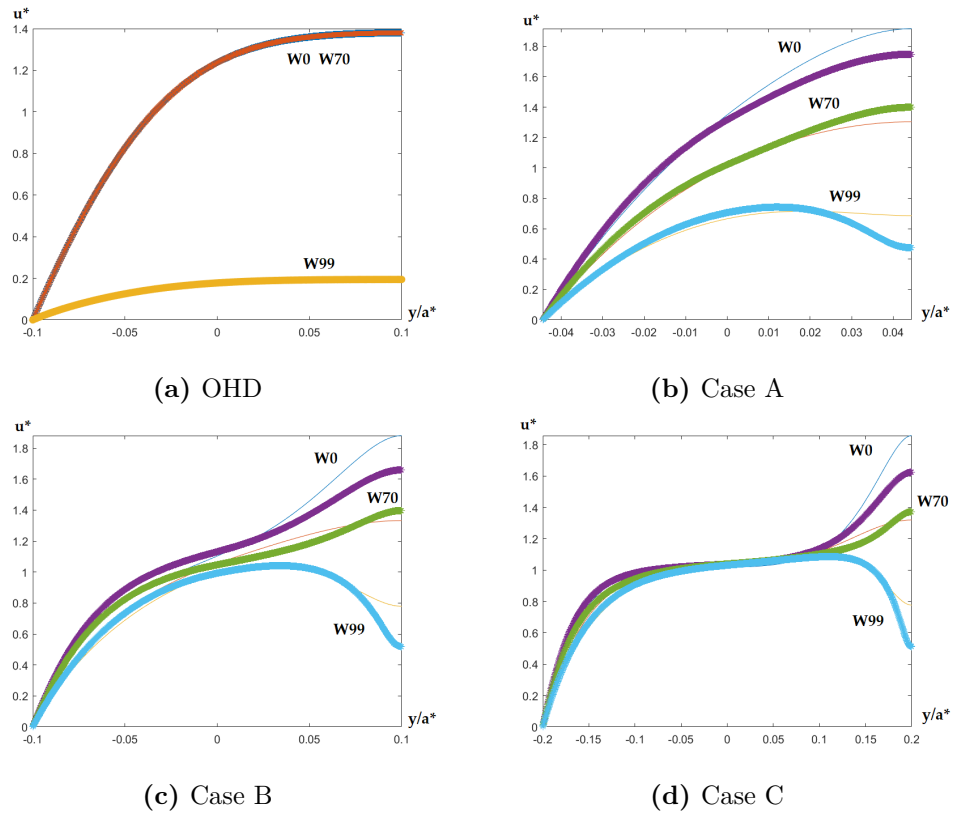 u*
1.4
1.2
1
0.8
0.6
0.4
0.2
0
W0 W70
W99
-0.1
-0.05
0
0.05
0.1
y/a*
(a) OHD
u*
1.8
1.6
1.4
1.2
1
0.8
0.6
0.4
0.2
0
W0
W70
W99
-0.04
-0.03
-0.02
-0.01
0
0.01
0.02
0.03
0.04
y/a*
(b) Case A
u*
1.8
1.6
1.4
1.2
1
0.8
0.6
0.4
0.2
0
W0
W70
W99
-0.1
-0.05
0
0.05
0.1
y/a*
(c) Case B
u*
1.8
1.6
1.4
1.2
1
0.8
0.6
0.4
0.2
0
W0
W70
W99
-0.2
-0.15
-0.1
-0.05
0
0.05
0.1
0.15
0.2
y/a*
(d) Case C